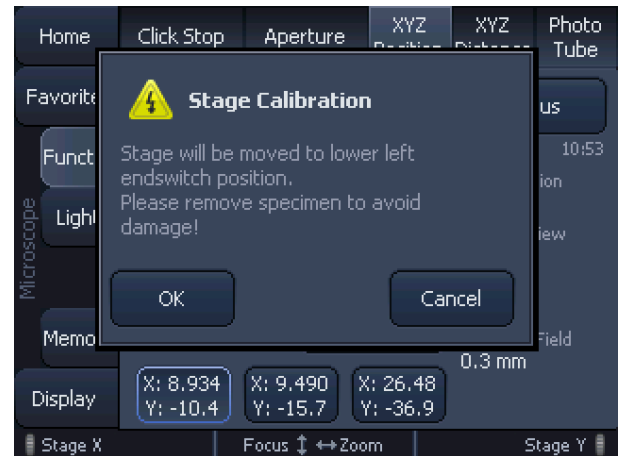 Home
Click Stop
Aperture
XYZ
Position
XYZ
Distance
Photo
Tube
Favorite
us
Funct
10:53
ion
Light
iew
Microscope
Stage Calibration
Stage will be moved to lower left
endswitch position.
Please remove specimen to avoid
damage!
OK
Cancel
Memo
Field
0.3 mm
Display
X: 8.934
Y: -10.4
X: 9.490
Y: -15.7
X: 26.48
Y: -36.9
Stage X
Focus ↕ ↔ Zoom
Stage Y